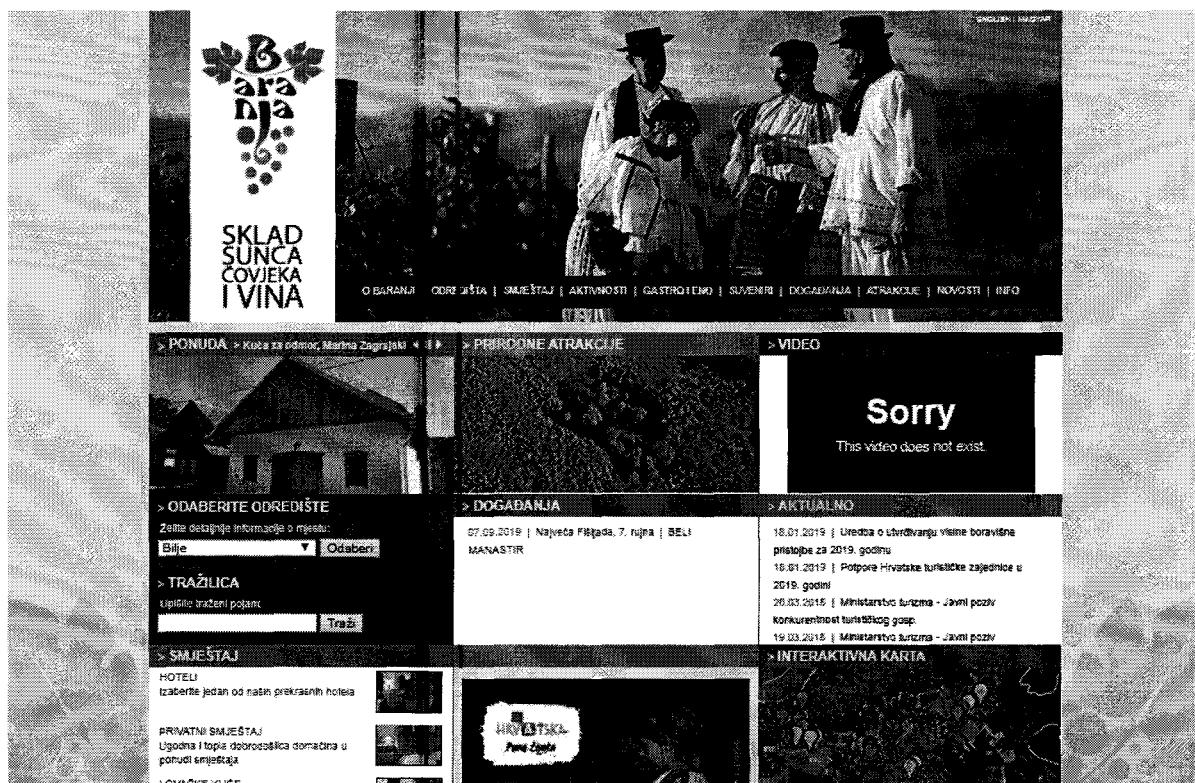 ENGLISH | MAGYAR
Baranja
SKLAD
SUNCA
ČOVJEKA
I VINA
O BARANJI ODREDIŠTA | SMJEŠTAJ | AKTIVNOSTI | GASTRO I ENO | SUVENIRI | DOGAĐANJA | ATRAKCIJE | NOVOSTI | INFO
> PONUDA > Kuća za odmor, Marina Zagrajski
> PRIRODNE ATRAKCIJE
> VIDEO
Sorry
This video does not exist.
> ODABERITE ODREDIŠTE
Želite detaljnije informacije o mjestu:
Bilje
Odaberi
> TRAŽILICA
Upišite traženi pojam:
Traži
> DOGAĐANJA
07.09.2019 | Najveća Fišijada, 7. rujna | BELI
MANASTIR
> AKTUALNO
18.01.2019 | Uredba o utvrđivanju visine boravišne
pristojbe za 2019. godinu
18.01.2019 | Potpore Hrvatske turističke zajednice u
2019. godini
26.03.2018 | Ministarstvo turizma - Javni poziv
konkurentnost turističkog gosp.
19.03.2018 | Ministarstvo turizma - Javni poziv
> SMJEŠTAJ
HOTELI
Izaberite jedan od naših prekrasnih hotela
PRIVATNI SMJEŠTAJ
Ugodna i topla dobrodošlica domaćina u
ponudi smještaja
LOVAČKE KUĆE
HRVATSKA
Puna života
> INTERAKTIVNA KARTA